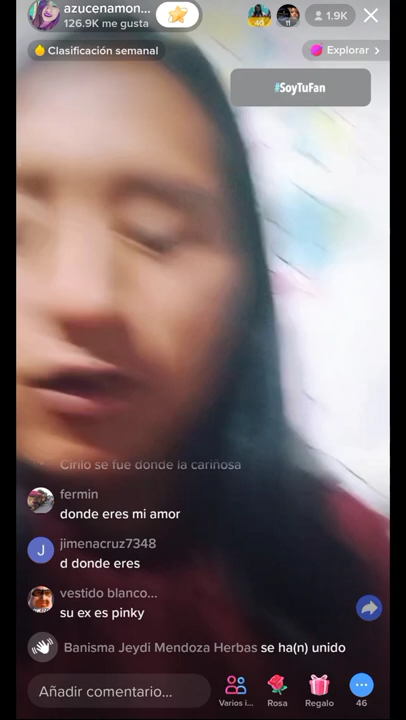 azucenamon...
126.9K me gusta
40
11
1.9K
Clasificación semanal
Explorar >
#SoyTuFan
Cirilo se fue donde la cariñosa
fermin
donde eres mi amor
J
jimenacruz7348
d donde eres
vestido blanco...
su ex es pinky
Banisma Jeydi Mendoza Herbas se ha(n) unido
Añadir comentario...
Varios i...
Rosa
Regalo
46